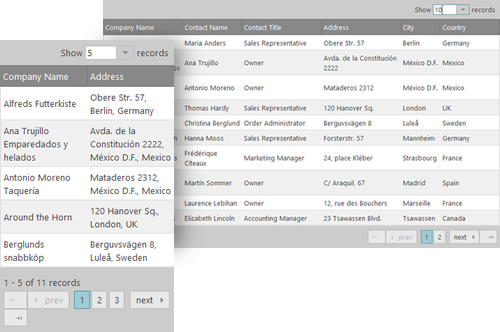 Show 10 records
Company Name Contact Name Contact Title Address City Country
Maria Anders Sales Representative Obere Str. 57 Berlin Germany
Ana Trujillo Owner Avda. de la Constitución 2222 México D.F. Mexico
Antonio Moreno Owner Mataderos 2312 México D.F. Mexico
Thomas Hardy Sales Representative 120 Hanover Sq. London UK
Christina Berglund Order Administrator Berguvsvägen 8 Luleå Sweden
Hanna Moos Sales Representative Forsterstr. 57 Mannheim Germany
Frédérique Citeaux Marketing Manager 24, place Kléber Strasbourg France
Martín Sommer Owner C/ Araquil, 67 Madrid Spain
Laurence Lebihan Owner 12, rue des Bouchers Marseille France
Elizabeth Lincoln Accounting Manager 23 Tsawassen Blvd. Tsawassen Canada
prev 1 2 next
Show 5 records
Company Name Address
Alfreds Futterkiste Obere Str. 57,
Berlin, Germany
Ana Trujillo Avda. de la
Emparedados y Constitución 2222,
helados México D.F., Mexico
Antonio Moreno Mataderos 2312,
Taquería México D.F., Mexico
Around the Horn 120 Hanover Sq.,
London, UK
Berglunds Berguvsvägen 8,
snabbköp Luleå, Sweden
1 - 5 of 11 records
prev 1 2 3 next